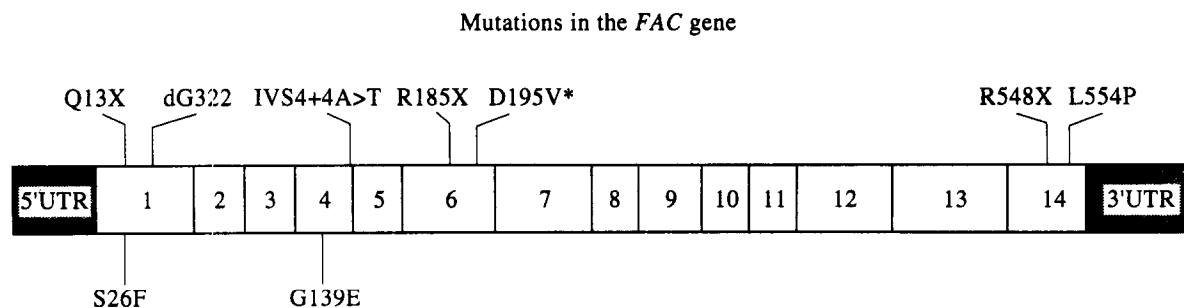 Mutations in the FAC gene
Q13X dG322 IVS4+4A>T R185X D195V* R548X L554P
5'UTR 1 2 3 4 5 6 7 8 9 10 11 12 13 14 3'UTR
S26F G139E